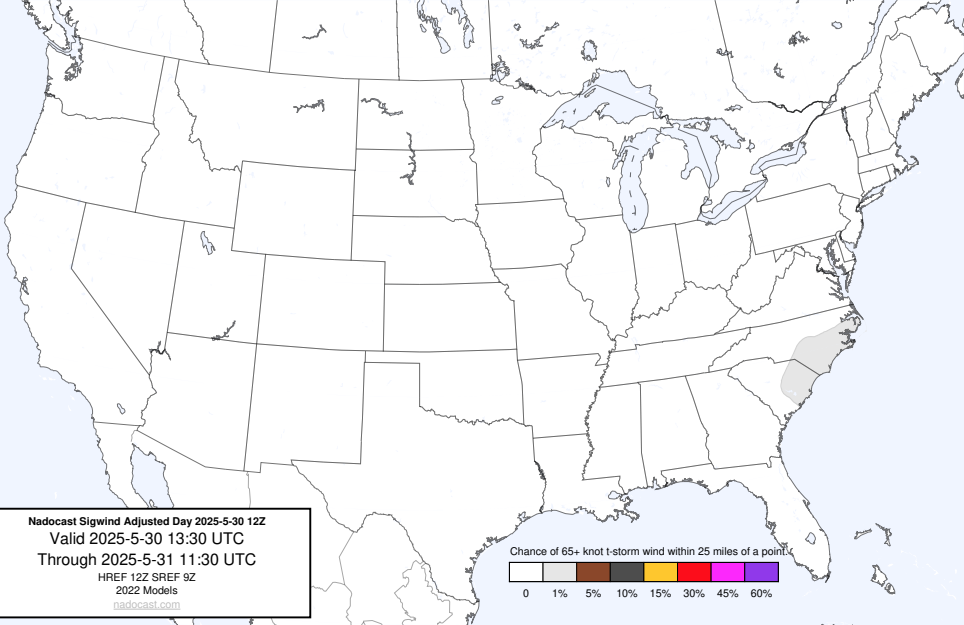 Nadocast Sigwind Adjusted Day 2025-5-30 12Z
Valid 2025-5-30 13:30 UTC
Through 2025-5-31 11:30 UTC
HREF 12Z SREF 9Z
2022 Models
nadocast.com
Chance of 65+ knot t-storm wind within 25 miles of a point.
0 1% 5% 10% 15% 30% 45% 60%